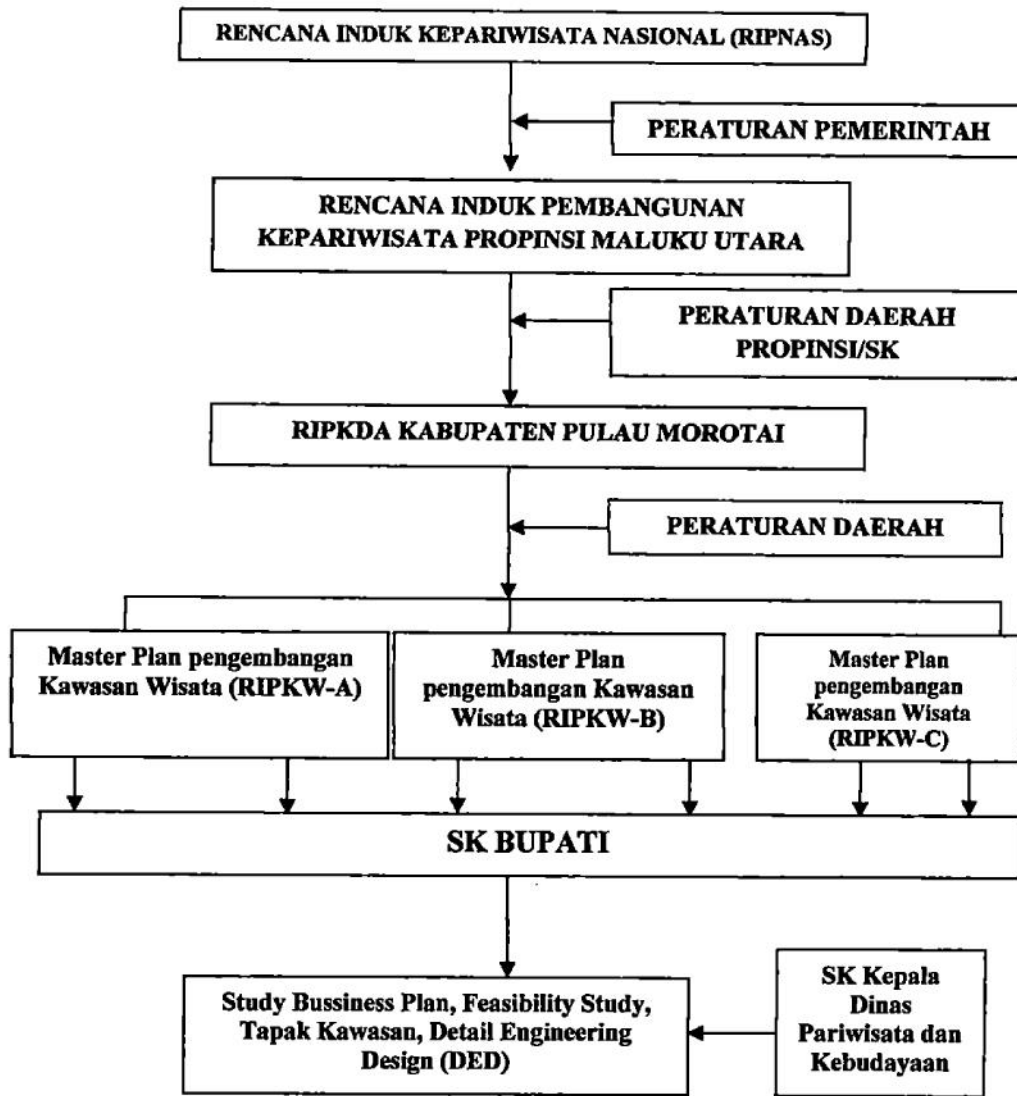 RENCANA INDUK KEPARIWISATA NASIONAL (RIPNAS)
PERATURAN PEMERINTAH
RENCANA INDUK PEMBANGUNAN
KEPARIWISATA PROPINSI MALUKU UTARA
PERATURAN DAERAH
PROPINSI/SK
RIPKDA KABUPATEN PULAU MOROTAI
PERATURAN DAERAH
Master Plan pengembangan
Kawasan Wisata (RIPKW-A)
Master Plan
pengembangan Kawasan
Wisata (RIPKW-B)
Master Plan
pengembangan
Kawasan Wisata
(RIPKW-C)
SK BUPATI
Study Bussiness Plan, Feasibility Study,
Tapak Kawasan, Detail Engineering
Design (DED)
SK Kepala
Dinas
Pariwisata dan
Kebudayaan